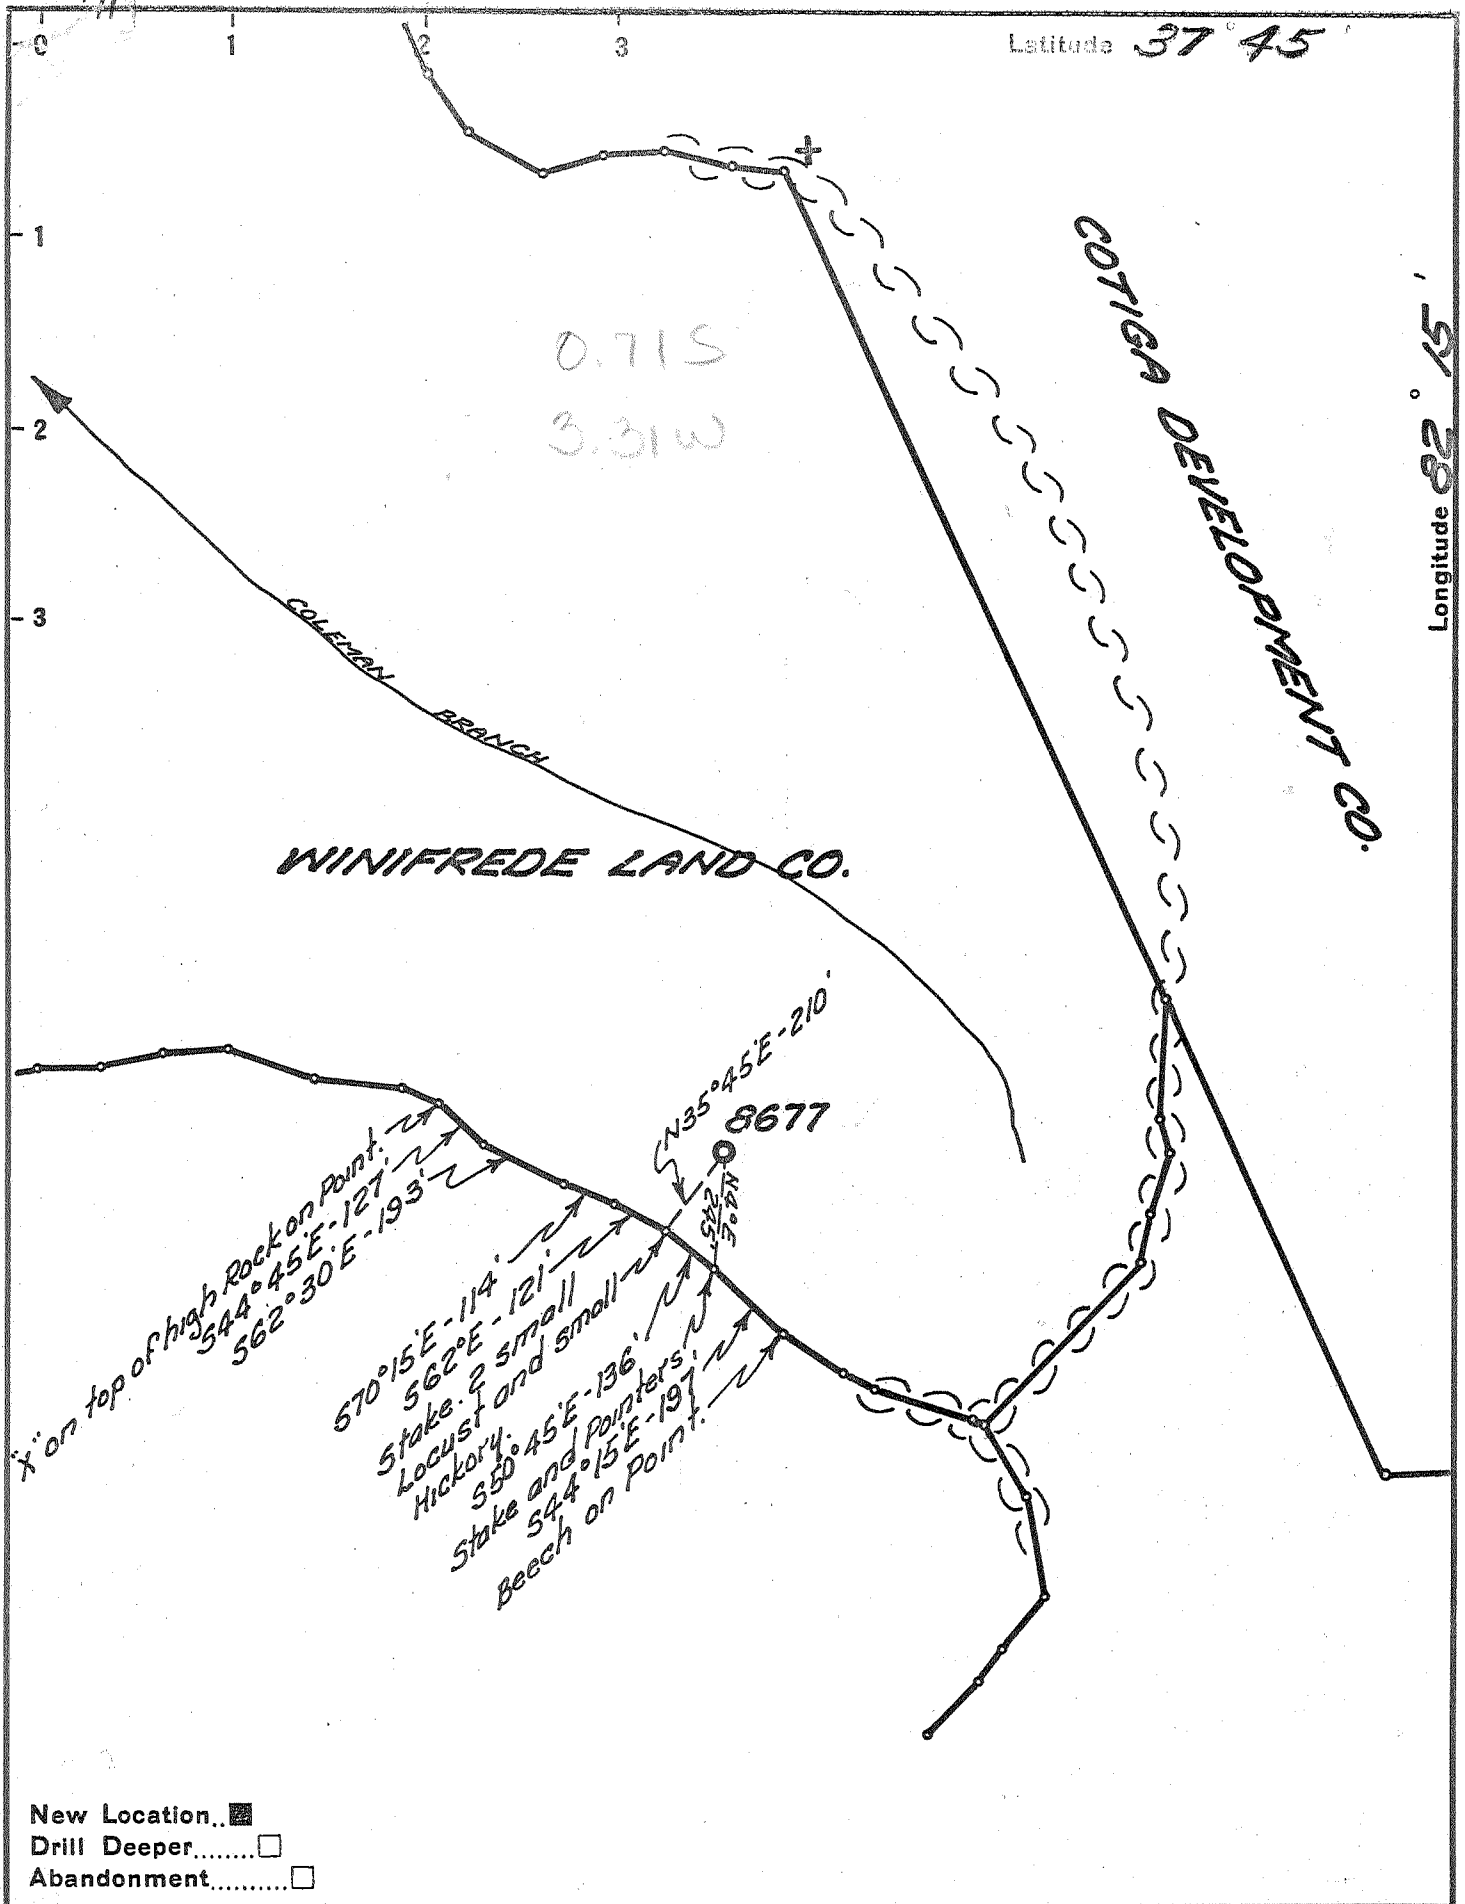 0 1 2 3
Latitude 37° 45'
1
2
3
0.71S
3.31W
COTIGA DEVELOPMENT CO.
Longitude 82° 15'
COLEMAN BRANCH
WINIFREDE LAND CO.
N35°45'E-210'
8677
N4°E
245'
"X" on top of high Rock on Point.
S44°45'E-127'
S62°30'E-193'
S70°15'E-114'
S62°E-121'
Stake. 2 small
Locust and small
Hickory.
S50°45'E-136'
Stake and Pointers.
S44°15'E-197'
Beech on Point.
New Location..
Drill Deeper........
Abandonment..........